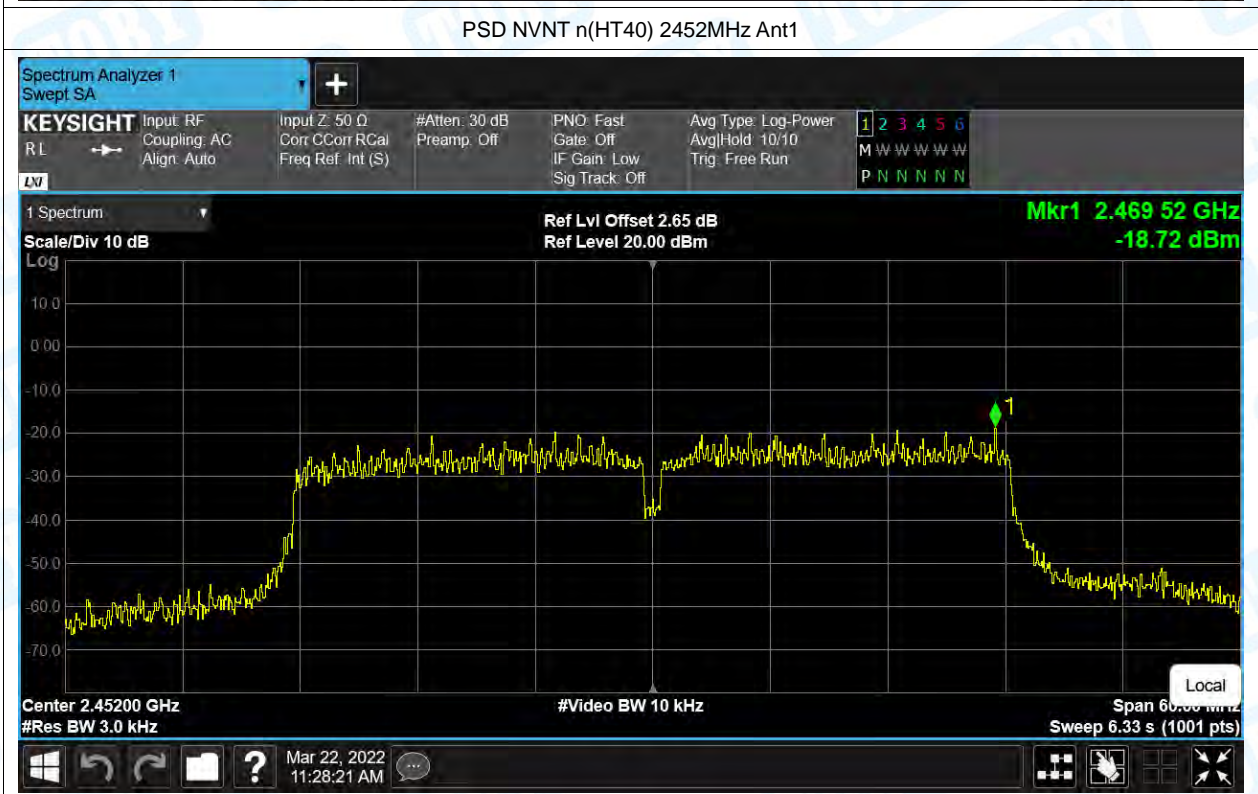 PSD NVNT n(HT40) 2452MHz Ant1
Spectrum Analyzer 1
Swept SA
KEYSIGHT
R L
LXI
Input: RF
Coupling: AC
Align: Auto
Input Z: 50 Ω
Corr CCorr RCal
Freq Ref: Int (S)
#Atten: 30 dB
Preamp: Off
PNO: Fast
Gate: Off
IF Gain: Low
Sig Track: Off
Avg Type: Log-Power
Avg|Hold: 10/10
Trig: Free Run
1 2 3 4 5 6
M W W W W W
P N N N N N N
1 Spectrum
Scale/Div 10 dB
Log
Ref Lvl Offset 2.65 dB
Ref Level 20.00 dBm
Mkr1 2.469 52 GHz
-18.72 dBm
10.0
0.00
-10.0
1
-20.0
-30.0
-40.0
-50.0
-60.0
-70.0
Local
Center 2.45200 GHz
#Video BW 10 kHz
Span 60.00 MHz
#Res BW 3.0 kHz
Sweep 6.33 s (1001 pts)
?
Mar 22, 2022
11:28:21 AM